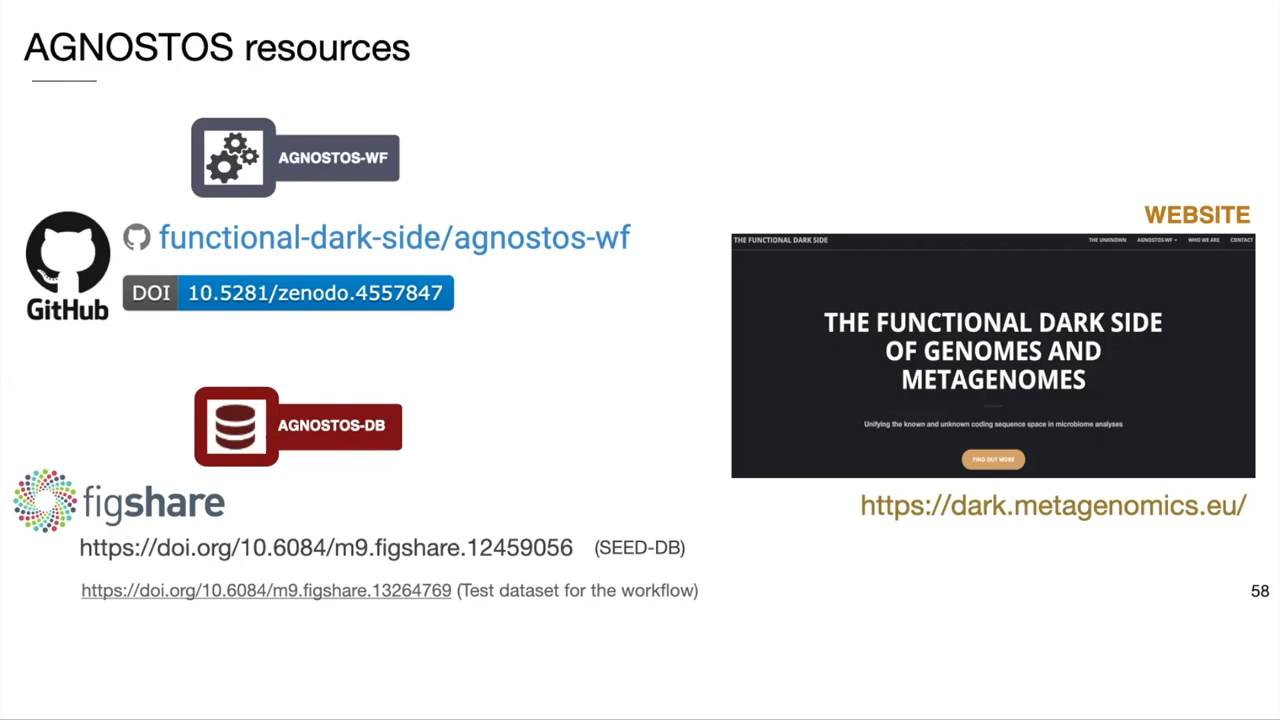 AGNOSTOS resources
AGNOSTOS-WF
functional-dark-side/agnostos-wf
GitHub
DOI 10.5281/zenodo.4557847
AGNOSTOS-DB
figshare
https://doi.org/10.6084/m9.figshare.12459056 (SEED-DB)
https://doi.org/10.6084/m9.figshare.13264769 (Test dataset for the workflow)
WEBSITE
THE FUNCTIONAL DARK SIDE
THE UNKNOWN AGNOSTOS-WF WHO WE ARE CONTACT
THE FUNCTIONAL DARK SIDE
OF GENOMES AND
METAGENOMES
Unifying the known and unknown coding sequence space in microbiome analyses
FIND OUT MORE
https://dark.metagenomics.eu/
58